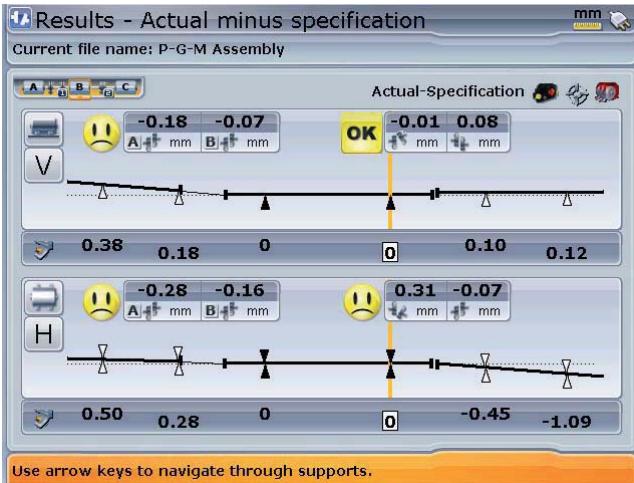 Results - Actual minus specification mm
Current file name: P-G-M Assembly
A B C Actual-Specification
-0.18 -0.07 OK -0.01 0.08
A mm B mm mm mm
V
0.38 0.18 0 0 0.10 0.12
-0.28 -0.16 0.31 -0.07
A mm B mm mm mm
H
0.50 0.28 0 0 -0.45 -1.09
Use arrow keys to navigate through supports.